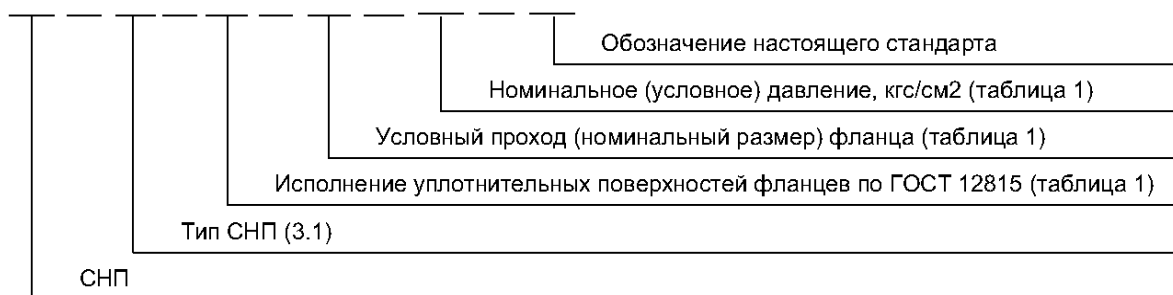 Обозначение настоящего стандарта
Номинальное (условное) давление, кгс/см2 (таблица 1)
Условный проход (номинальный размер) фланца (таблица 1)
Исполнение уплотнительных поверхностей фланцев по ГОСТ 12815 (таблица 1)
Тип СНП (3.1)
СНП